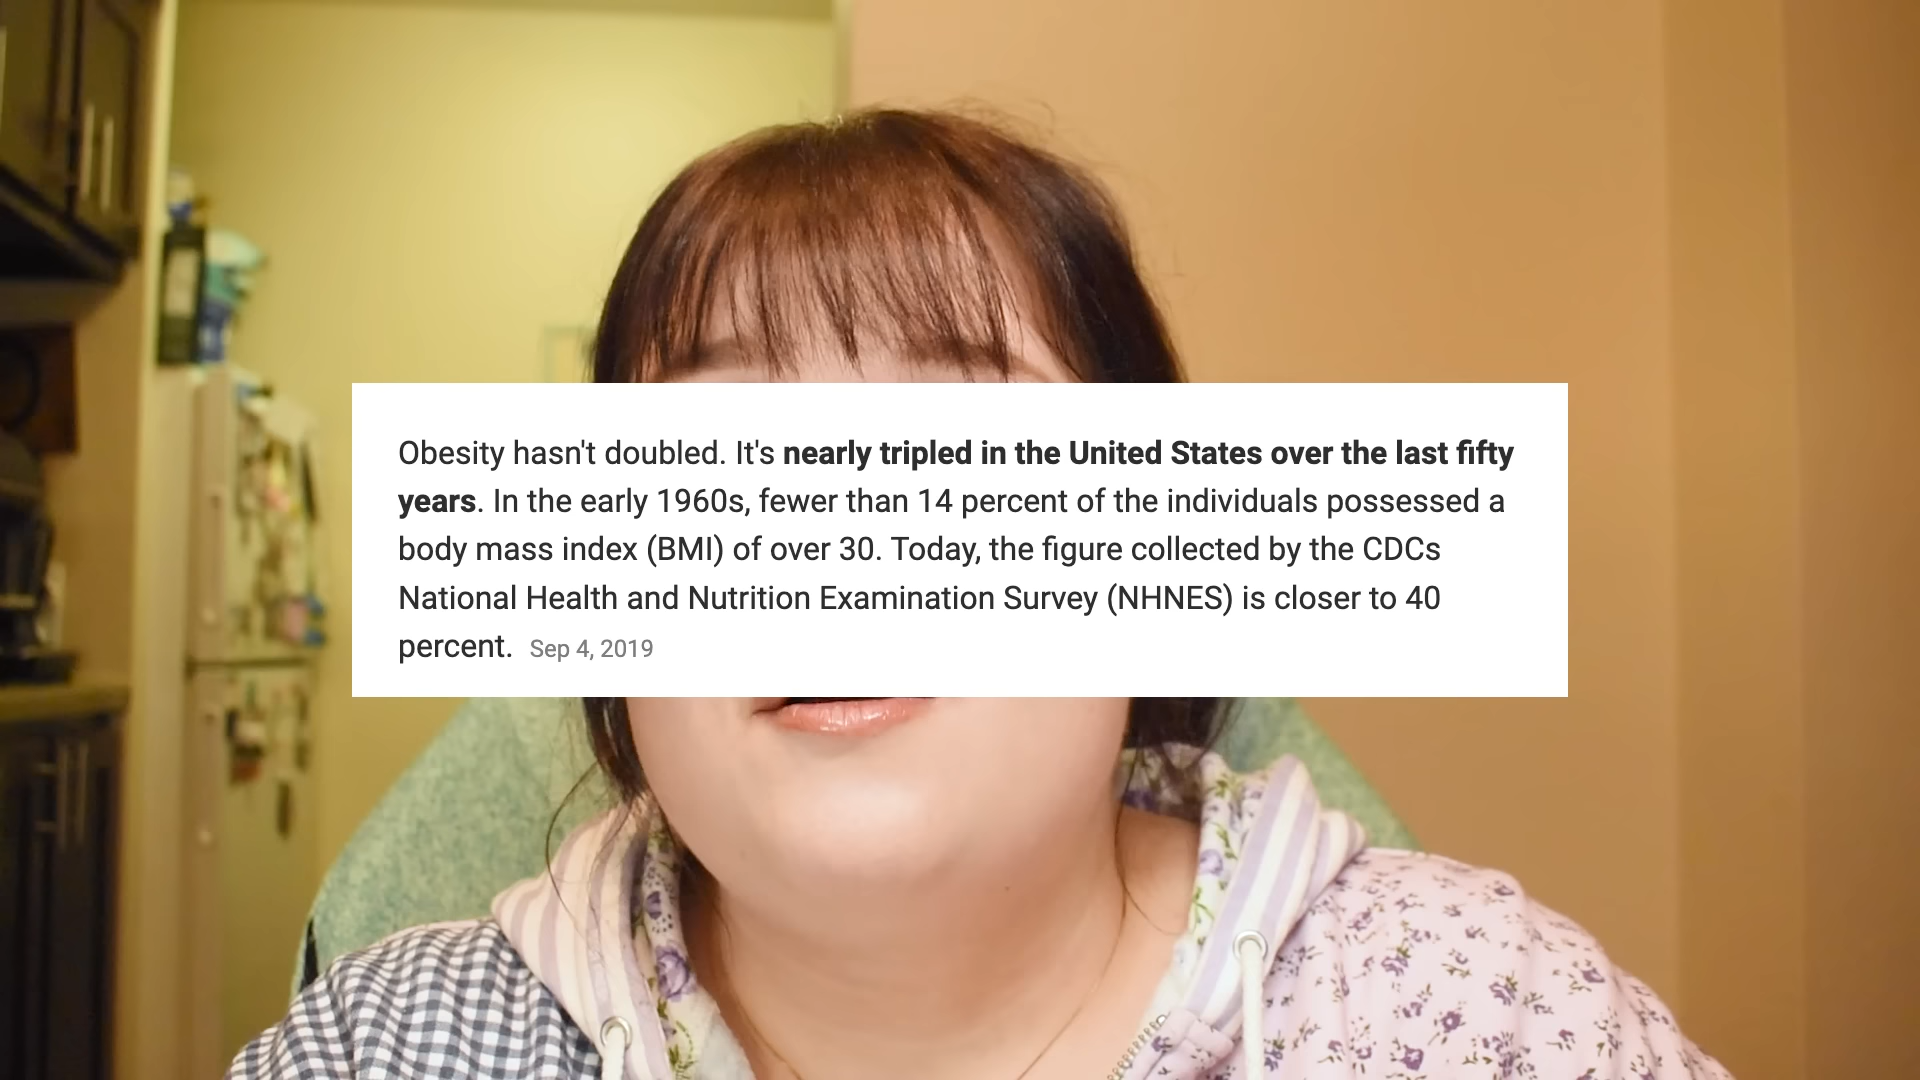 Obesity hasn't doubled. It's nearly tripled in the United States over the last fifty
years. In the early 1960s, fewer than 14 percent of the individuals possessed a
body mass index (BMI) of over 30. Today, the figure collected by the CDCs
National Health and Nutrition Examination Survey (NHNES) is closer to 40
percent. Sep 4, 2019